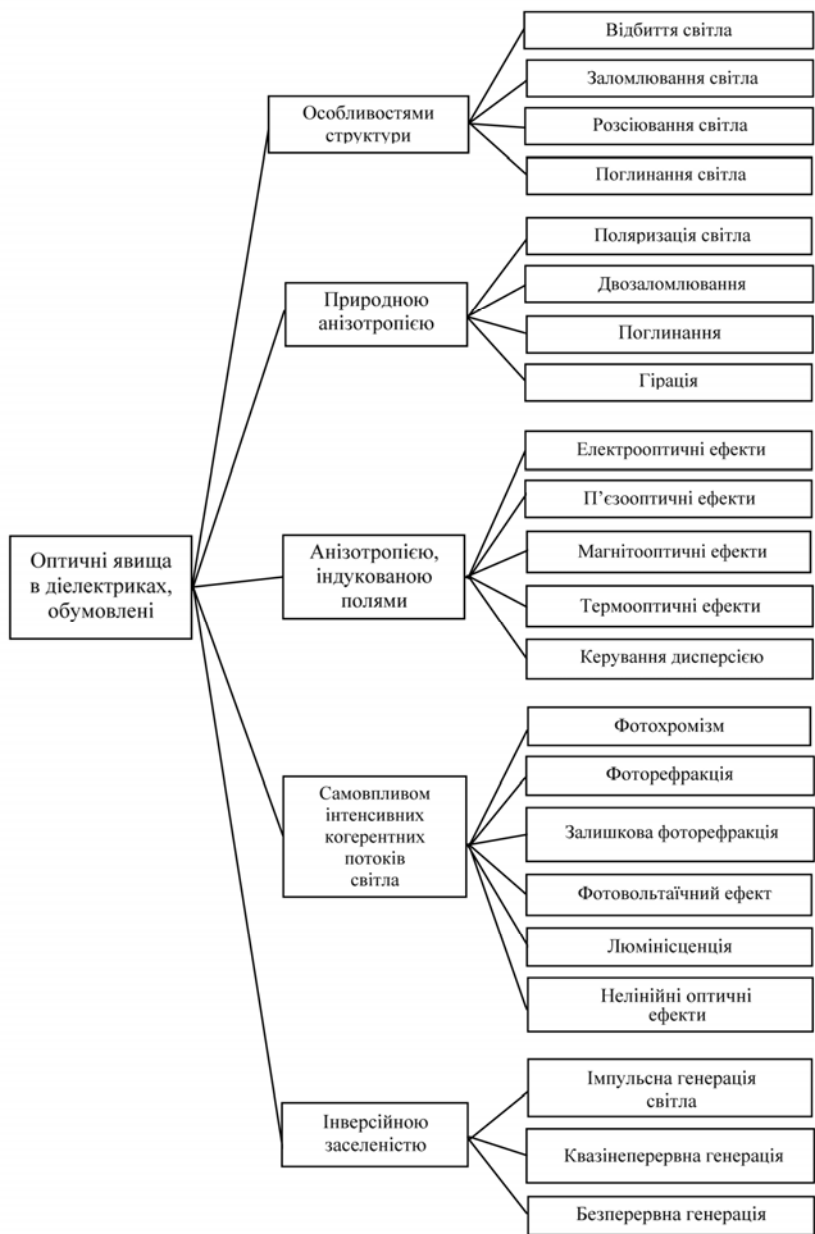 Оптичні явища
в діелектриках,
обумовлені
Особливостями
структури
Відбиття світла
Заломлювання світла
Розсіювання світла
Поглинання світла
Природною
анізотропією
Поляризація світла
Двозаломлювання
Поглинання
Гірація
Анізотропією,
індукованою
полями
Електрооптичні ефекти
П’єзооптичні ефекти
Магнітооптичні ефекти
Термооптичні ефекти
Керування дисперсією
Самовпливом
інтенсивних
когерентних
потоків
світла
Фотохромізм
Фоторефракція
Залишкова фоторефракція
Фотовольтаїчний ефект
Люмінісценція
Нелінійні оптичні
ефекти
Інверсійною
заселеністю
Імпульсна генерація
світла
Квазінеперервна генерація
Безперервна генерація